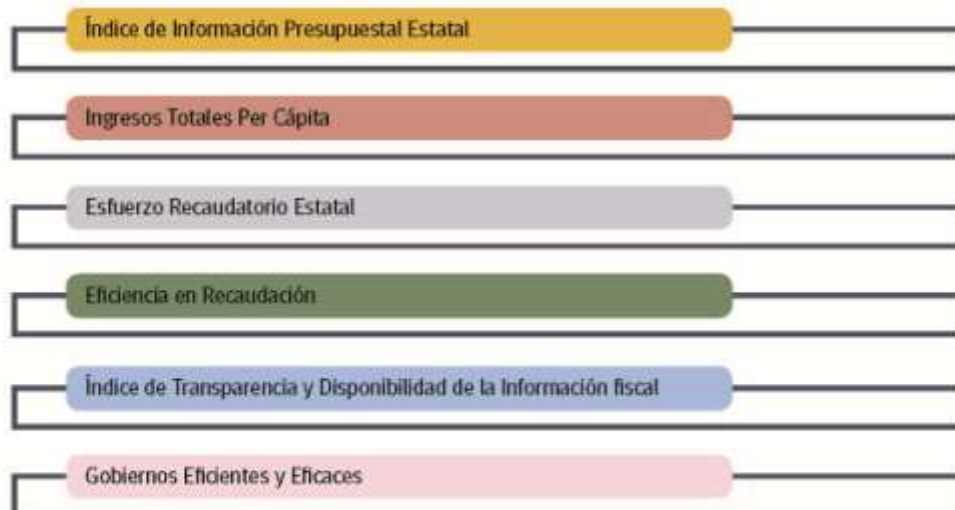 Índice de Información Presupuestal Estatal
Ingresos Totales Per Cápita
Esfuerzo Recaudatorio Estatal
Eficiencia en Recaudación
Índice de Transparencia y Disponibilidad de la Información fiscal
Gobiernos Eficientes y Eficaces